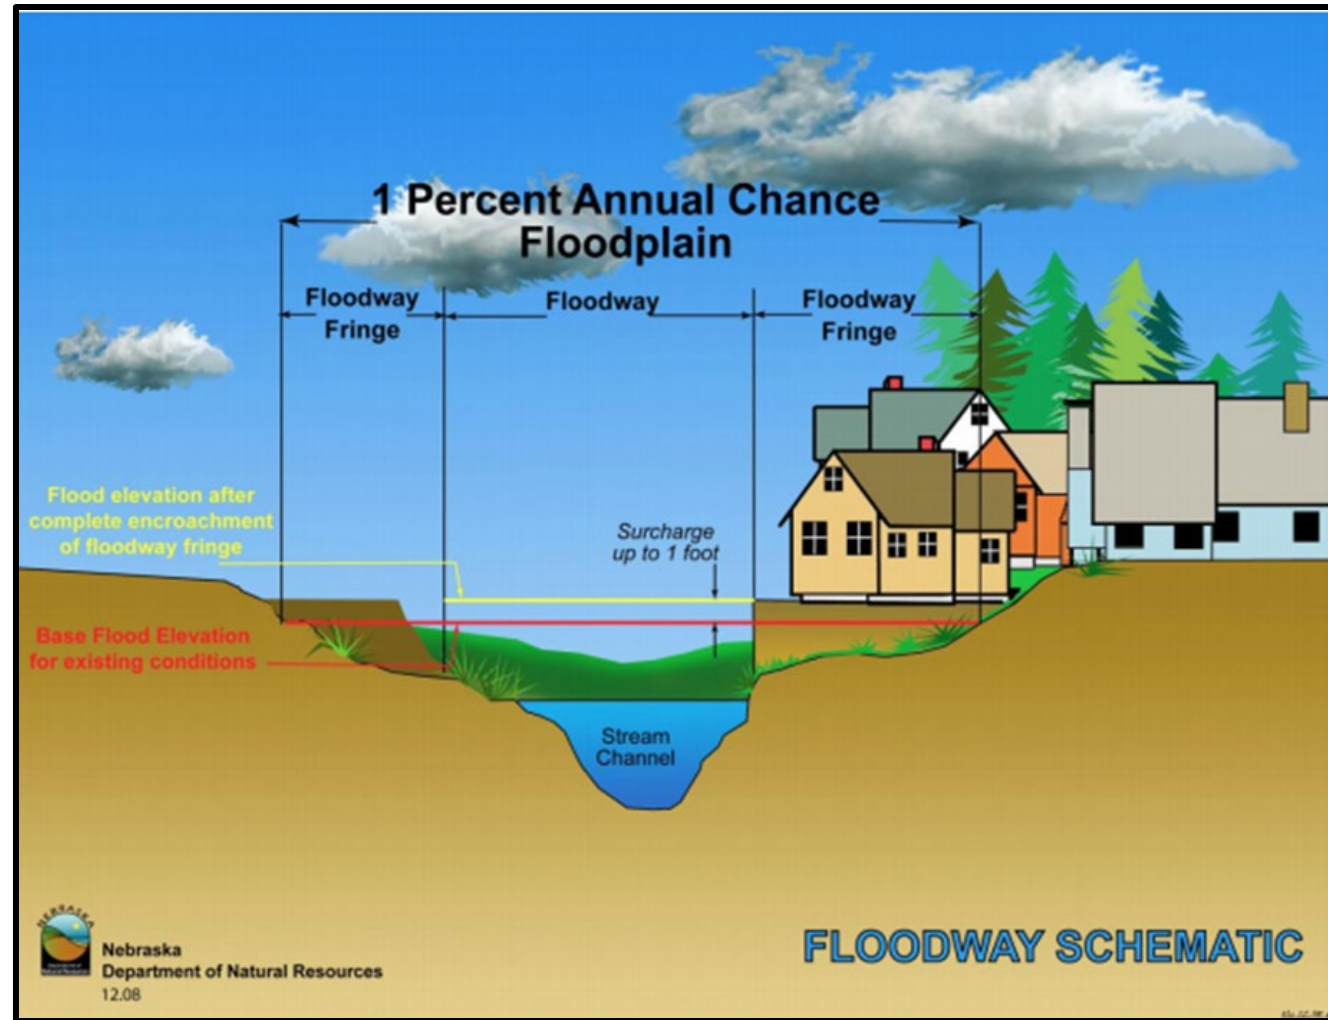 1 Percent Annual Chance
Floodplain
Floodway
Fringe
Floodway
Floodway
Fringe
Flood elevation after
complete encroachment
of floodway fringe
Surcharge
up to 1 foot
Base Flood Elevation
for existing conditions
Stream
Channel
NEBRASKA
Nebraska
Department of Natural Resources
12.08
FLOODWAY SCHEMATIC